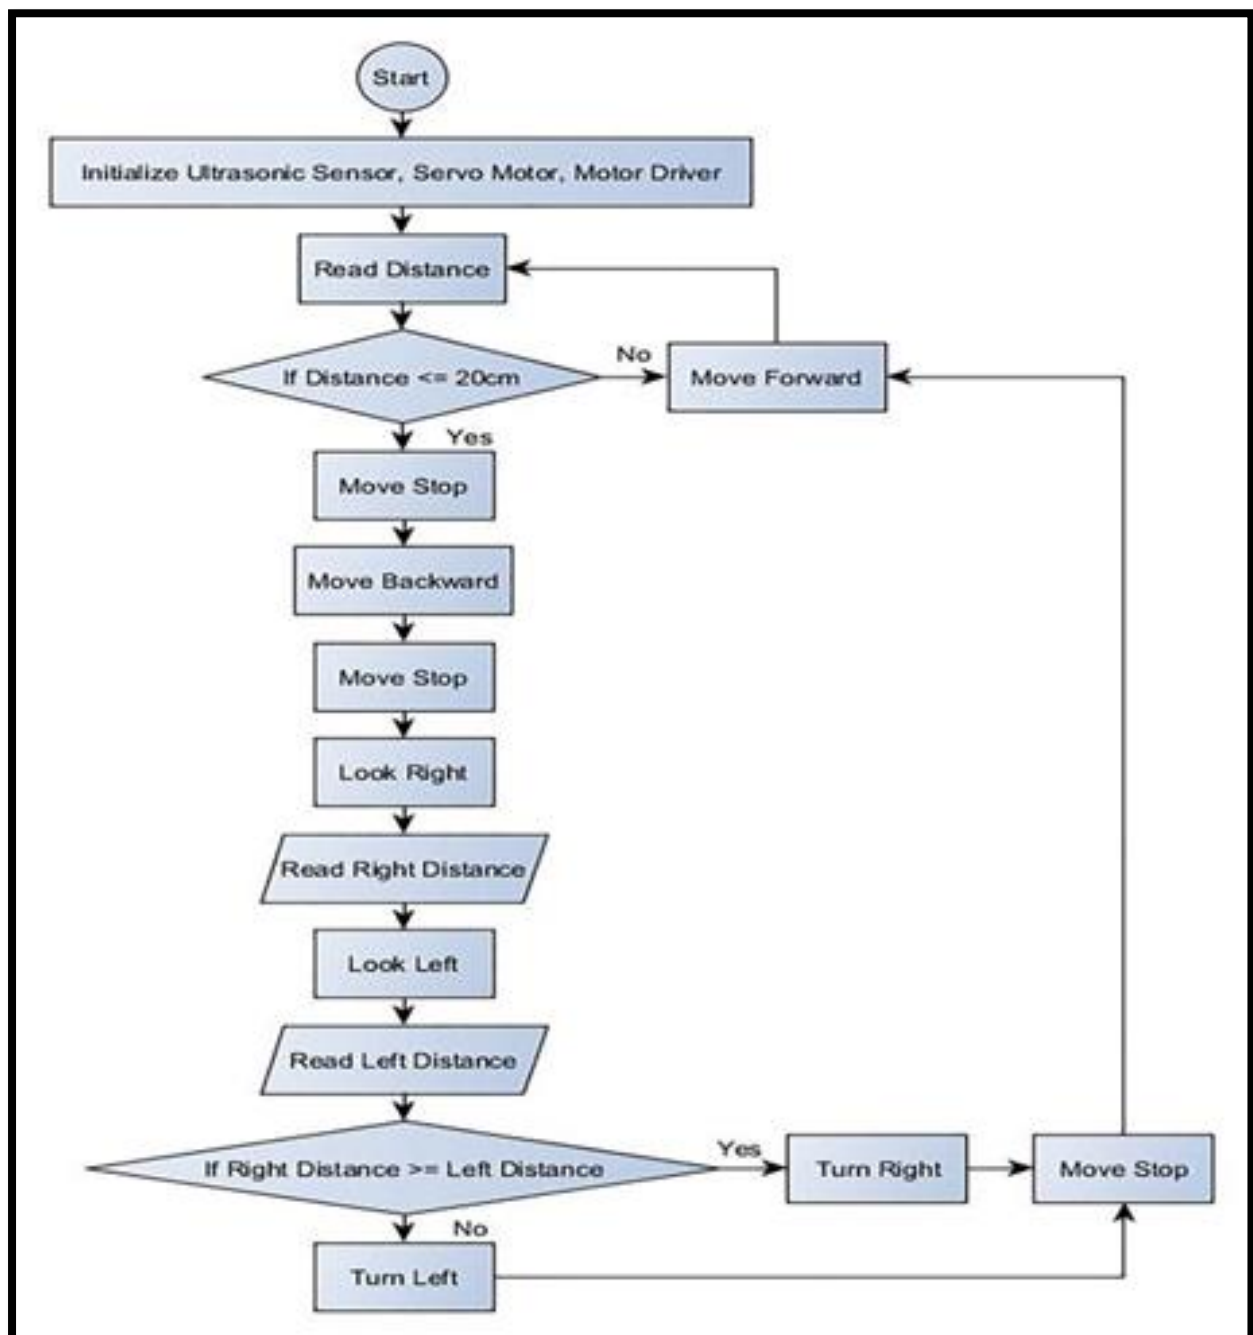 Start
Initialize Ultrasonic Sensor, Servo Motor, Motor Driver
Read Distance
If Distance <= 20cm
No
Move Forward
Yes
Move Stop
Move Backward
Move Stop
Look Right
Read Right Distance
Look Left
Read Left Distance
If Right Distance >= Left Distance
Yes
Turn Right
Move Stop
No
Turn Left